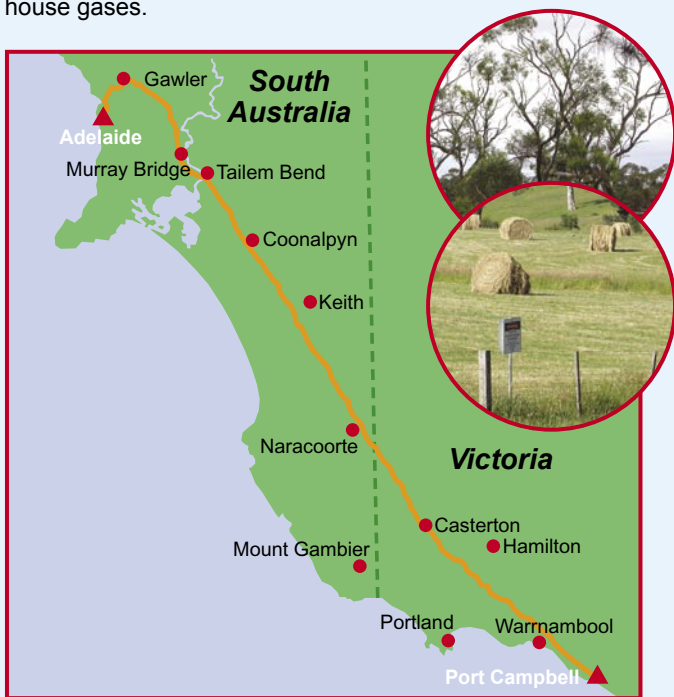 house gases.
Gawler
South
Australia
Adelaide
Murray Bridge
Tailem Bend
Coonalpyn
Keith
Naracoorte
Victoria
Casterton
Hamilton
Mount Gambier
Portland
Warrnambool
Port Campbell